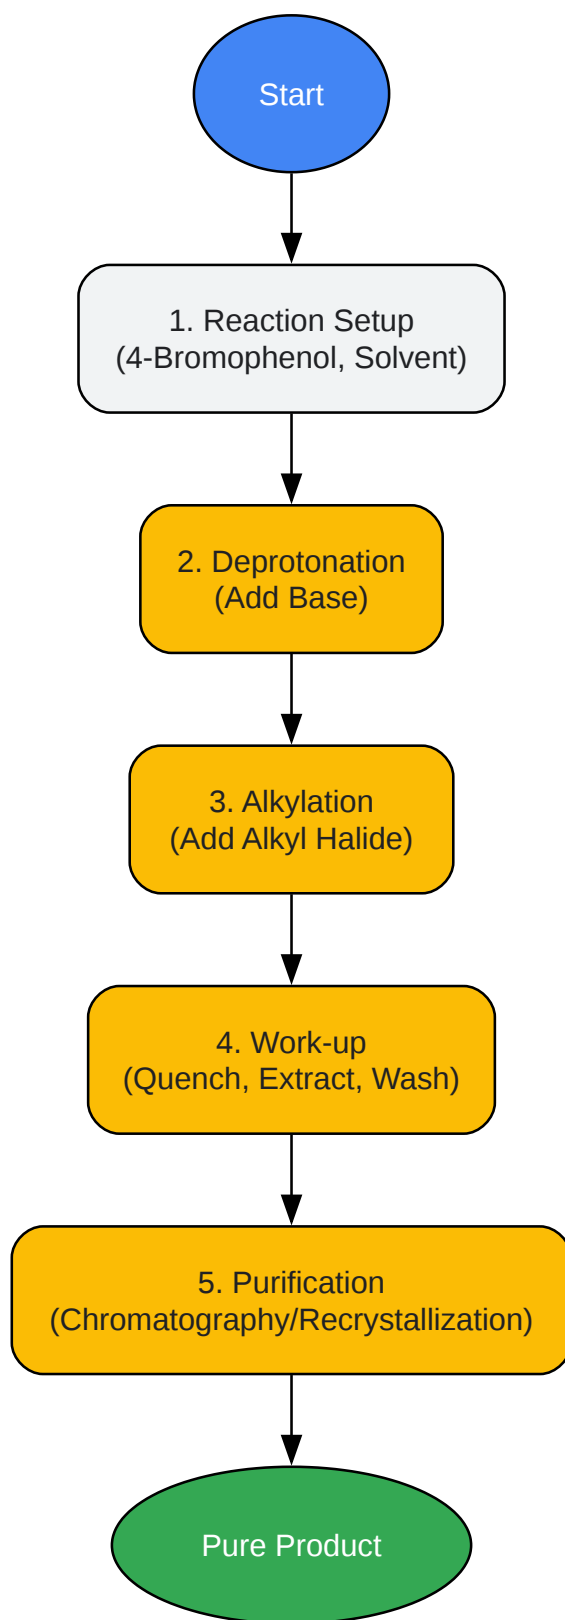 Start
1. Reaction Setup
(4-Bromophenol, Solvent)
2. Deprotonation
(Add Base)
3. Alkylation
(Add Alkyl Halide)
4. Work-up
(Quench, Extract, Wash)
5. Purification
(Chromatography/Recrystallization)
Pure Product